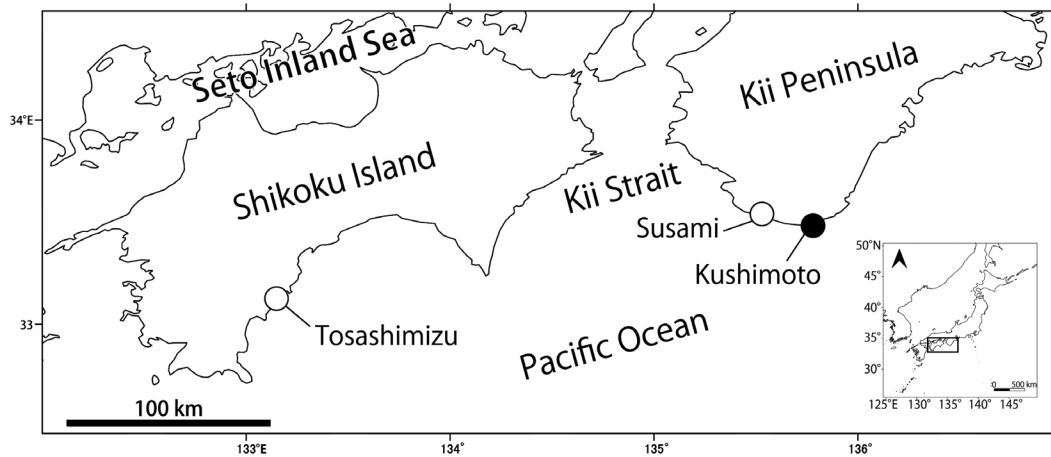 Seto Inland Sea
Kii Peninsula
34°E
Shikoku Island
Kii Strait
Susami
Kushimoto
33
Tosashimizu
Pacific Ocean
100 km
133°E
134°
135°
136°
50°N
45°
40°
35°
30°
0 500 km
125°E 130° 135° 140° 145°